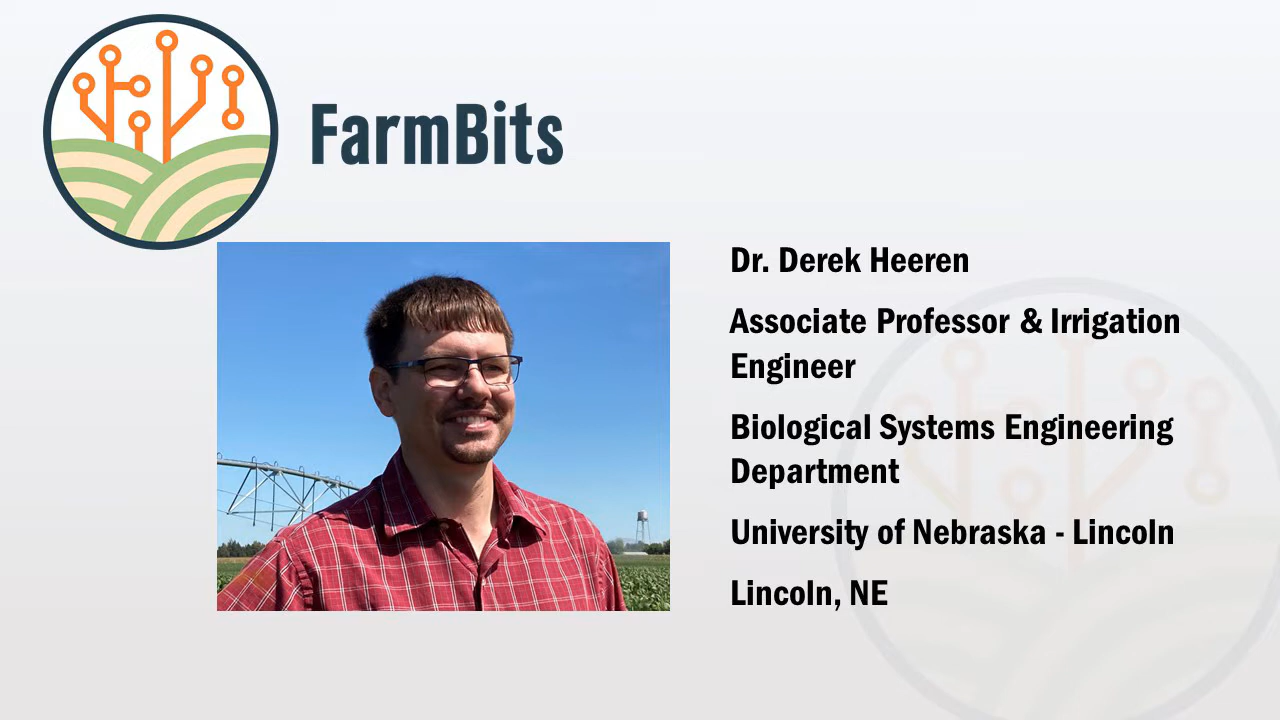 FarmBits
Dr. Derek Heeren
Associate Professor & Irrigation
Engineer
Biological Systems Engineering
Department
University of Nebraska - Lincoln
Lincoln, NE